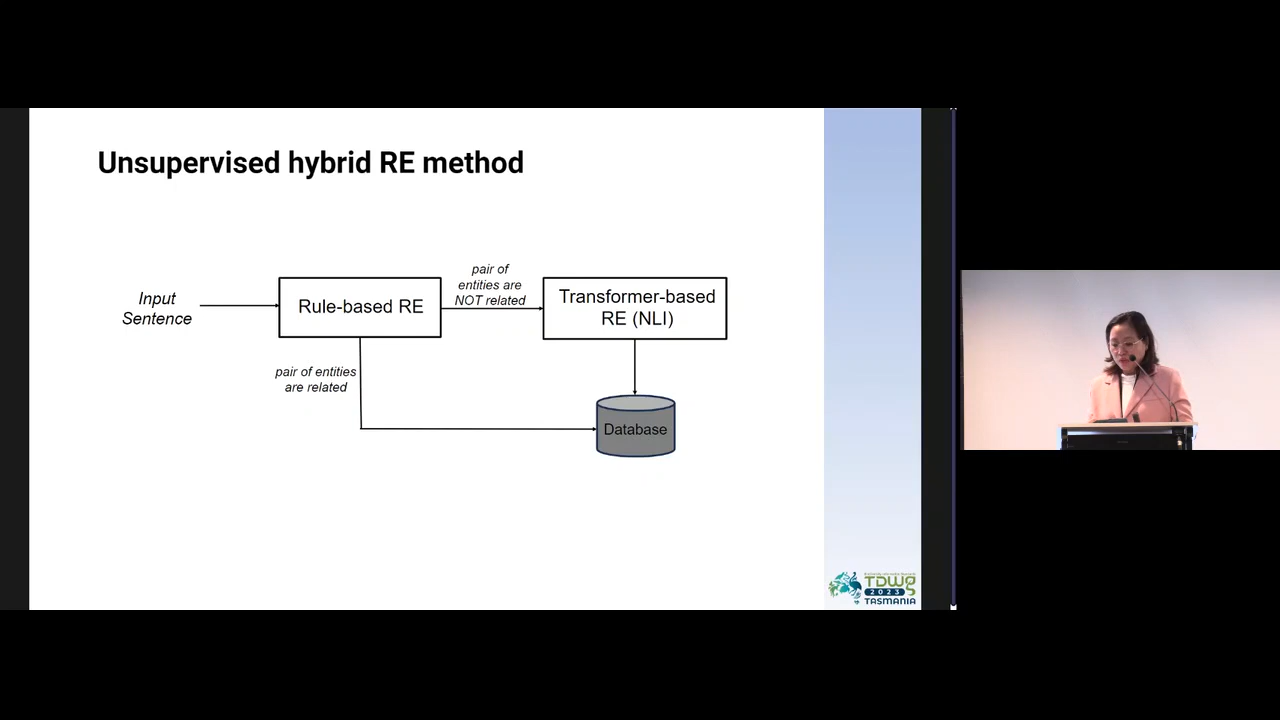 Unsupervised hybrid RE method
Input
Sentence
Rule-based RE
pair of
entities are
NOT related
Transformer-based
RE (NLI)
pair of entities
are related
Database
TDWG
2023
TASMANIA